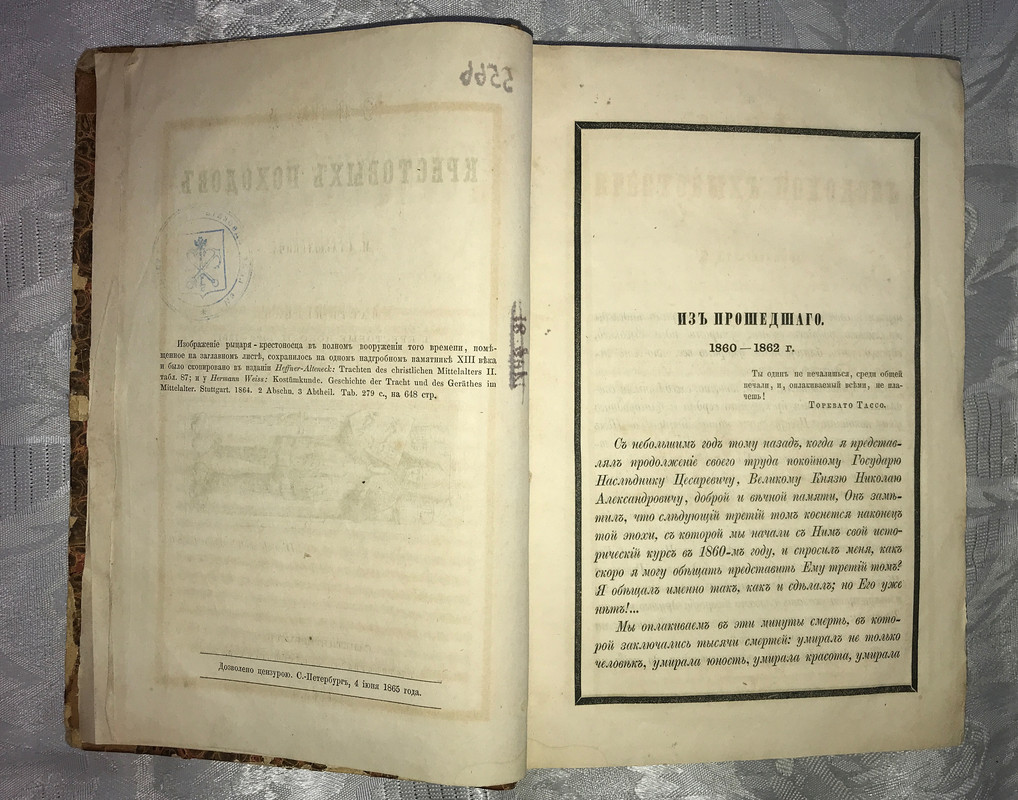 5566
Изображеніе рыцаря-крестоносца въ полномъ вооруженіи того времени, помѣ-
щенное на заглавномъ листѣ, сохранилось на одномъ надгробномъ памятникѣ XIII вѣка
и было скопировано въ изданіи Heffner-Alteneck: Trachten des christlichen Mittelalters II.
табл. 87; и у Hermann Weiss: Kostümkunde. Geschichte der Tracht und des Geräthes im
Mittelalter. Stuttgart. 1864. 2 Abschn. 3 Abtheil. Tab. 279 с., на 648 стр.
Дозволено цензурою. С.-Петербургъ, 4 іюня 1865 года.
ИЗЪ ПРОШЕДШАГО.
1860—1862 г.
Ты одинъ не печалишься, среди общей
печали, и, оплакиваемый всѣми, не пла-
чешь!
Торквато Тассо.
Съ небольшимъ годъ тому назадъ, когда я представ-
лялъ продолженіе своего труда покойному Государю
Наслѣднику Цесаревичу, Великому Князю Николаю
Александровичу, доброй и вѣчной памяти, Онъ замѣ-
тилъ, что слѣдующій третій томъ коснется наконецъ
той эпохи, съ которой мы начали съ Нимъ свой исто-
рическій курсъ въ 1860-мъ году, и спросилъ меня, какъ
скоро я могу обѣщать представить Ему третій томъ?
Я обѣщалъ именно такъ, какъ и сдѣлалъ; но Его уже
нѣтъ!...
Мы оплакиваемъ въ эти минуты смерть, въ кото-
рой заключались тысячи смертей: умиралъ не только
человѣкъ, умирала юность, умирала красота, умирала